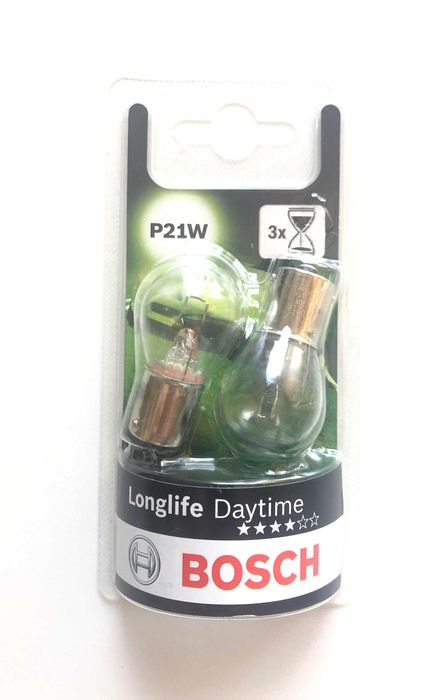 P21W
3x
Longlife Daytime
BOSCH